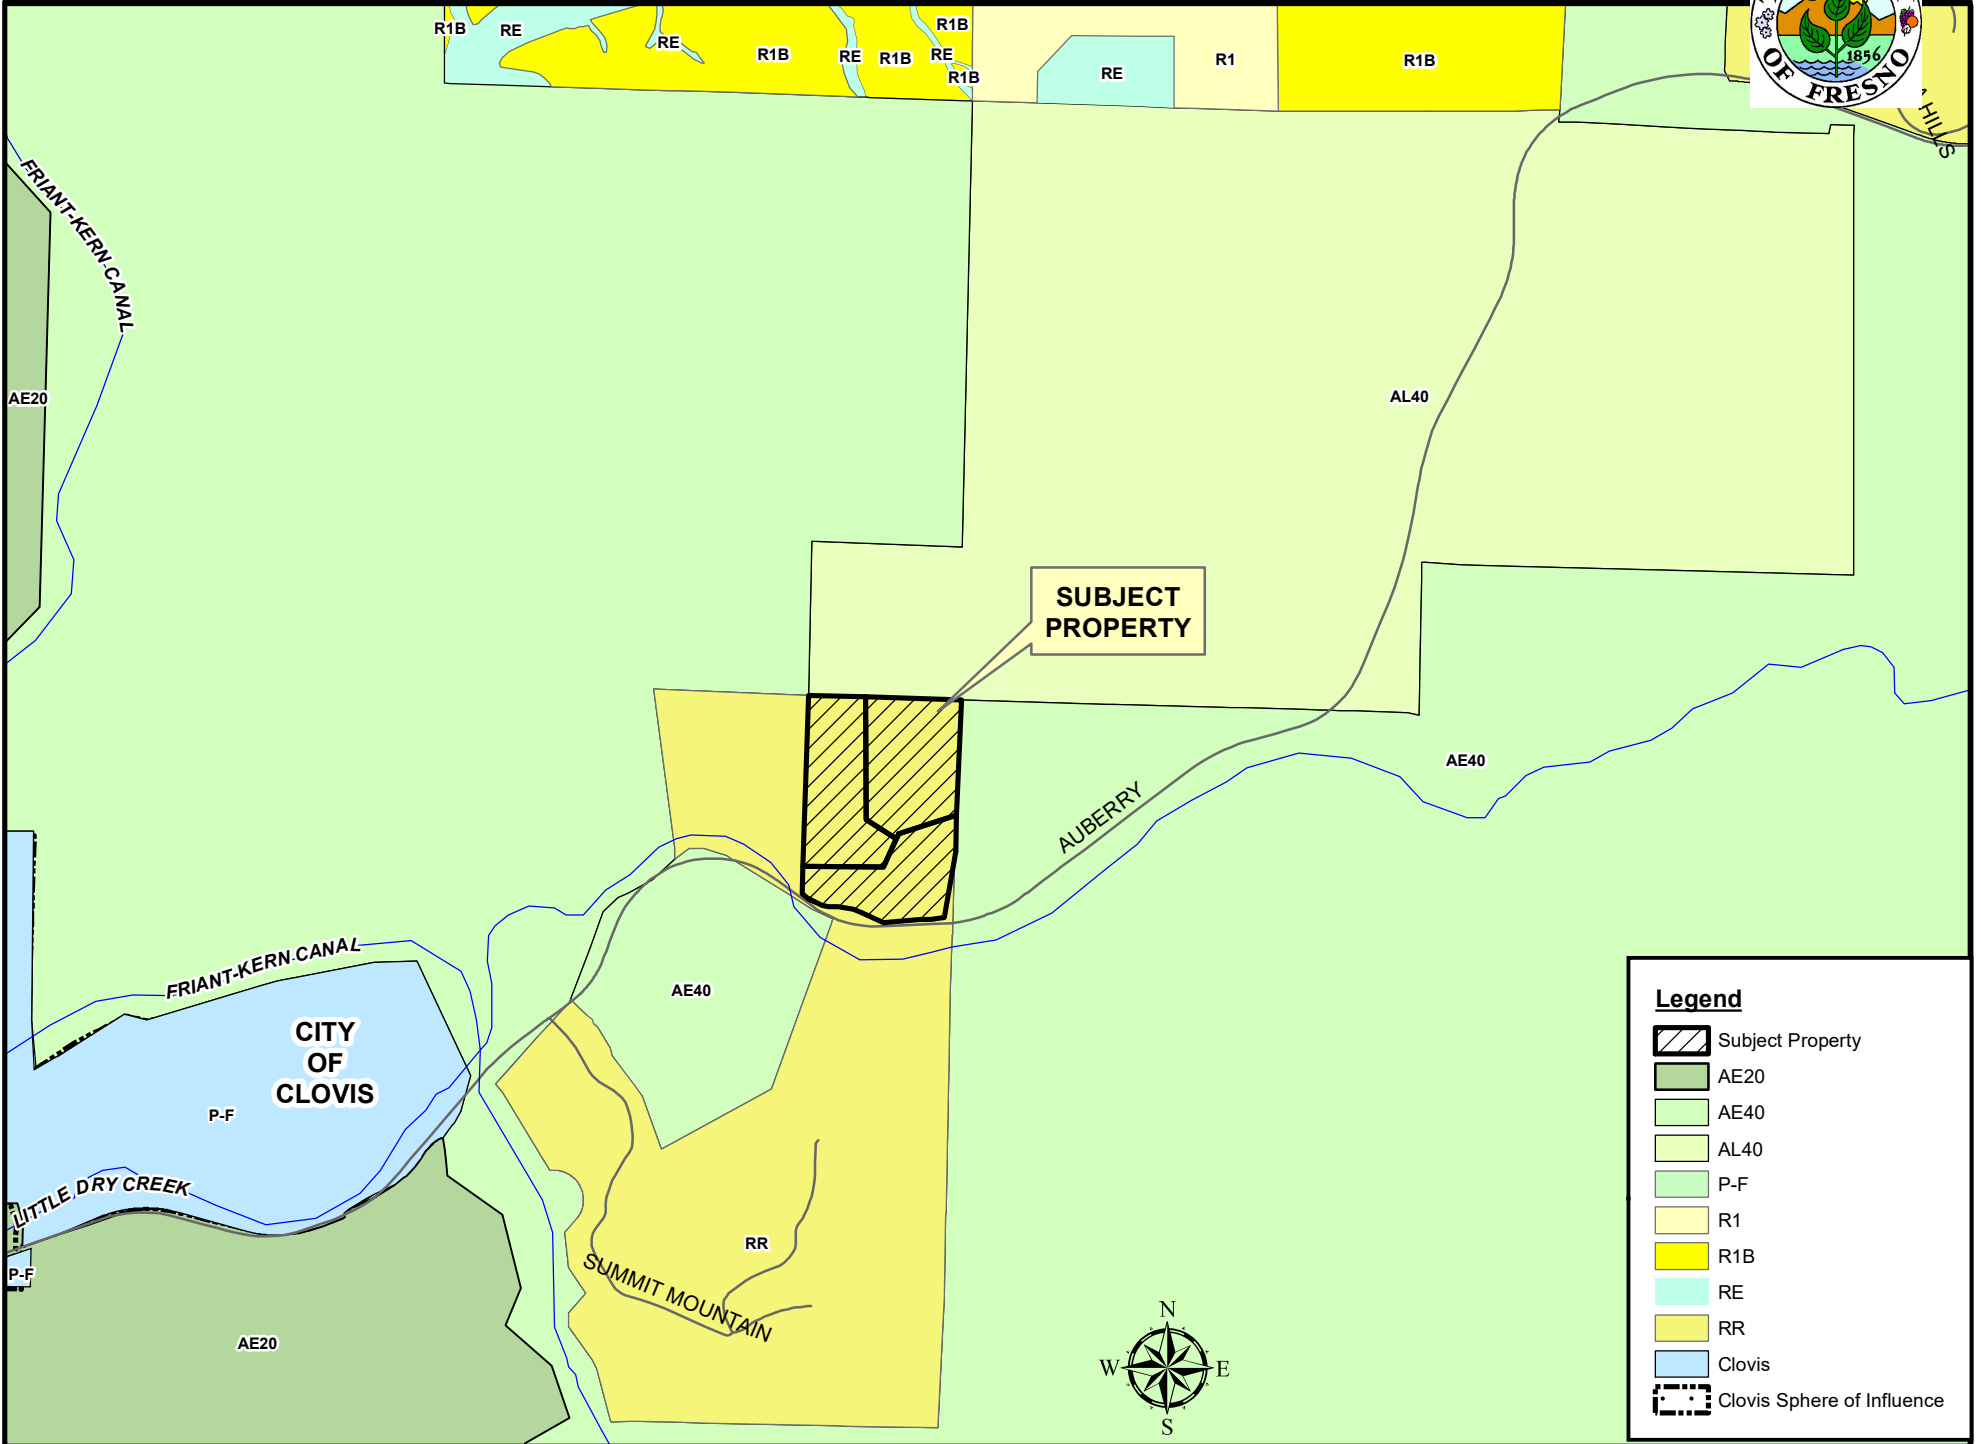 R1B
RE
RE
R1B
RE
R1B
R1B
RE
R1B
RE
R1
R1B
1856
OF FRESNO
HILLS
FRIANT-KERN CANAL
AE20
AL40
SUBJECT
PROPERTY
AE40
AUBERRY
FRIANT-KERN CANAL
AE40
CITY
OF
CLOVIS
P-F
LITTLE DRY CREEK
P-F
RR
SUMMIT MOUNTAIN
AE20
N
W
E
S
Legend
Subject Property
AE20
AE40
AL40
P-F
R1
R1B
RE
RR
Clovis
Clovis Sphere of Influence